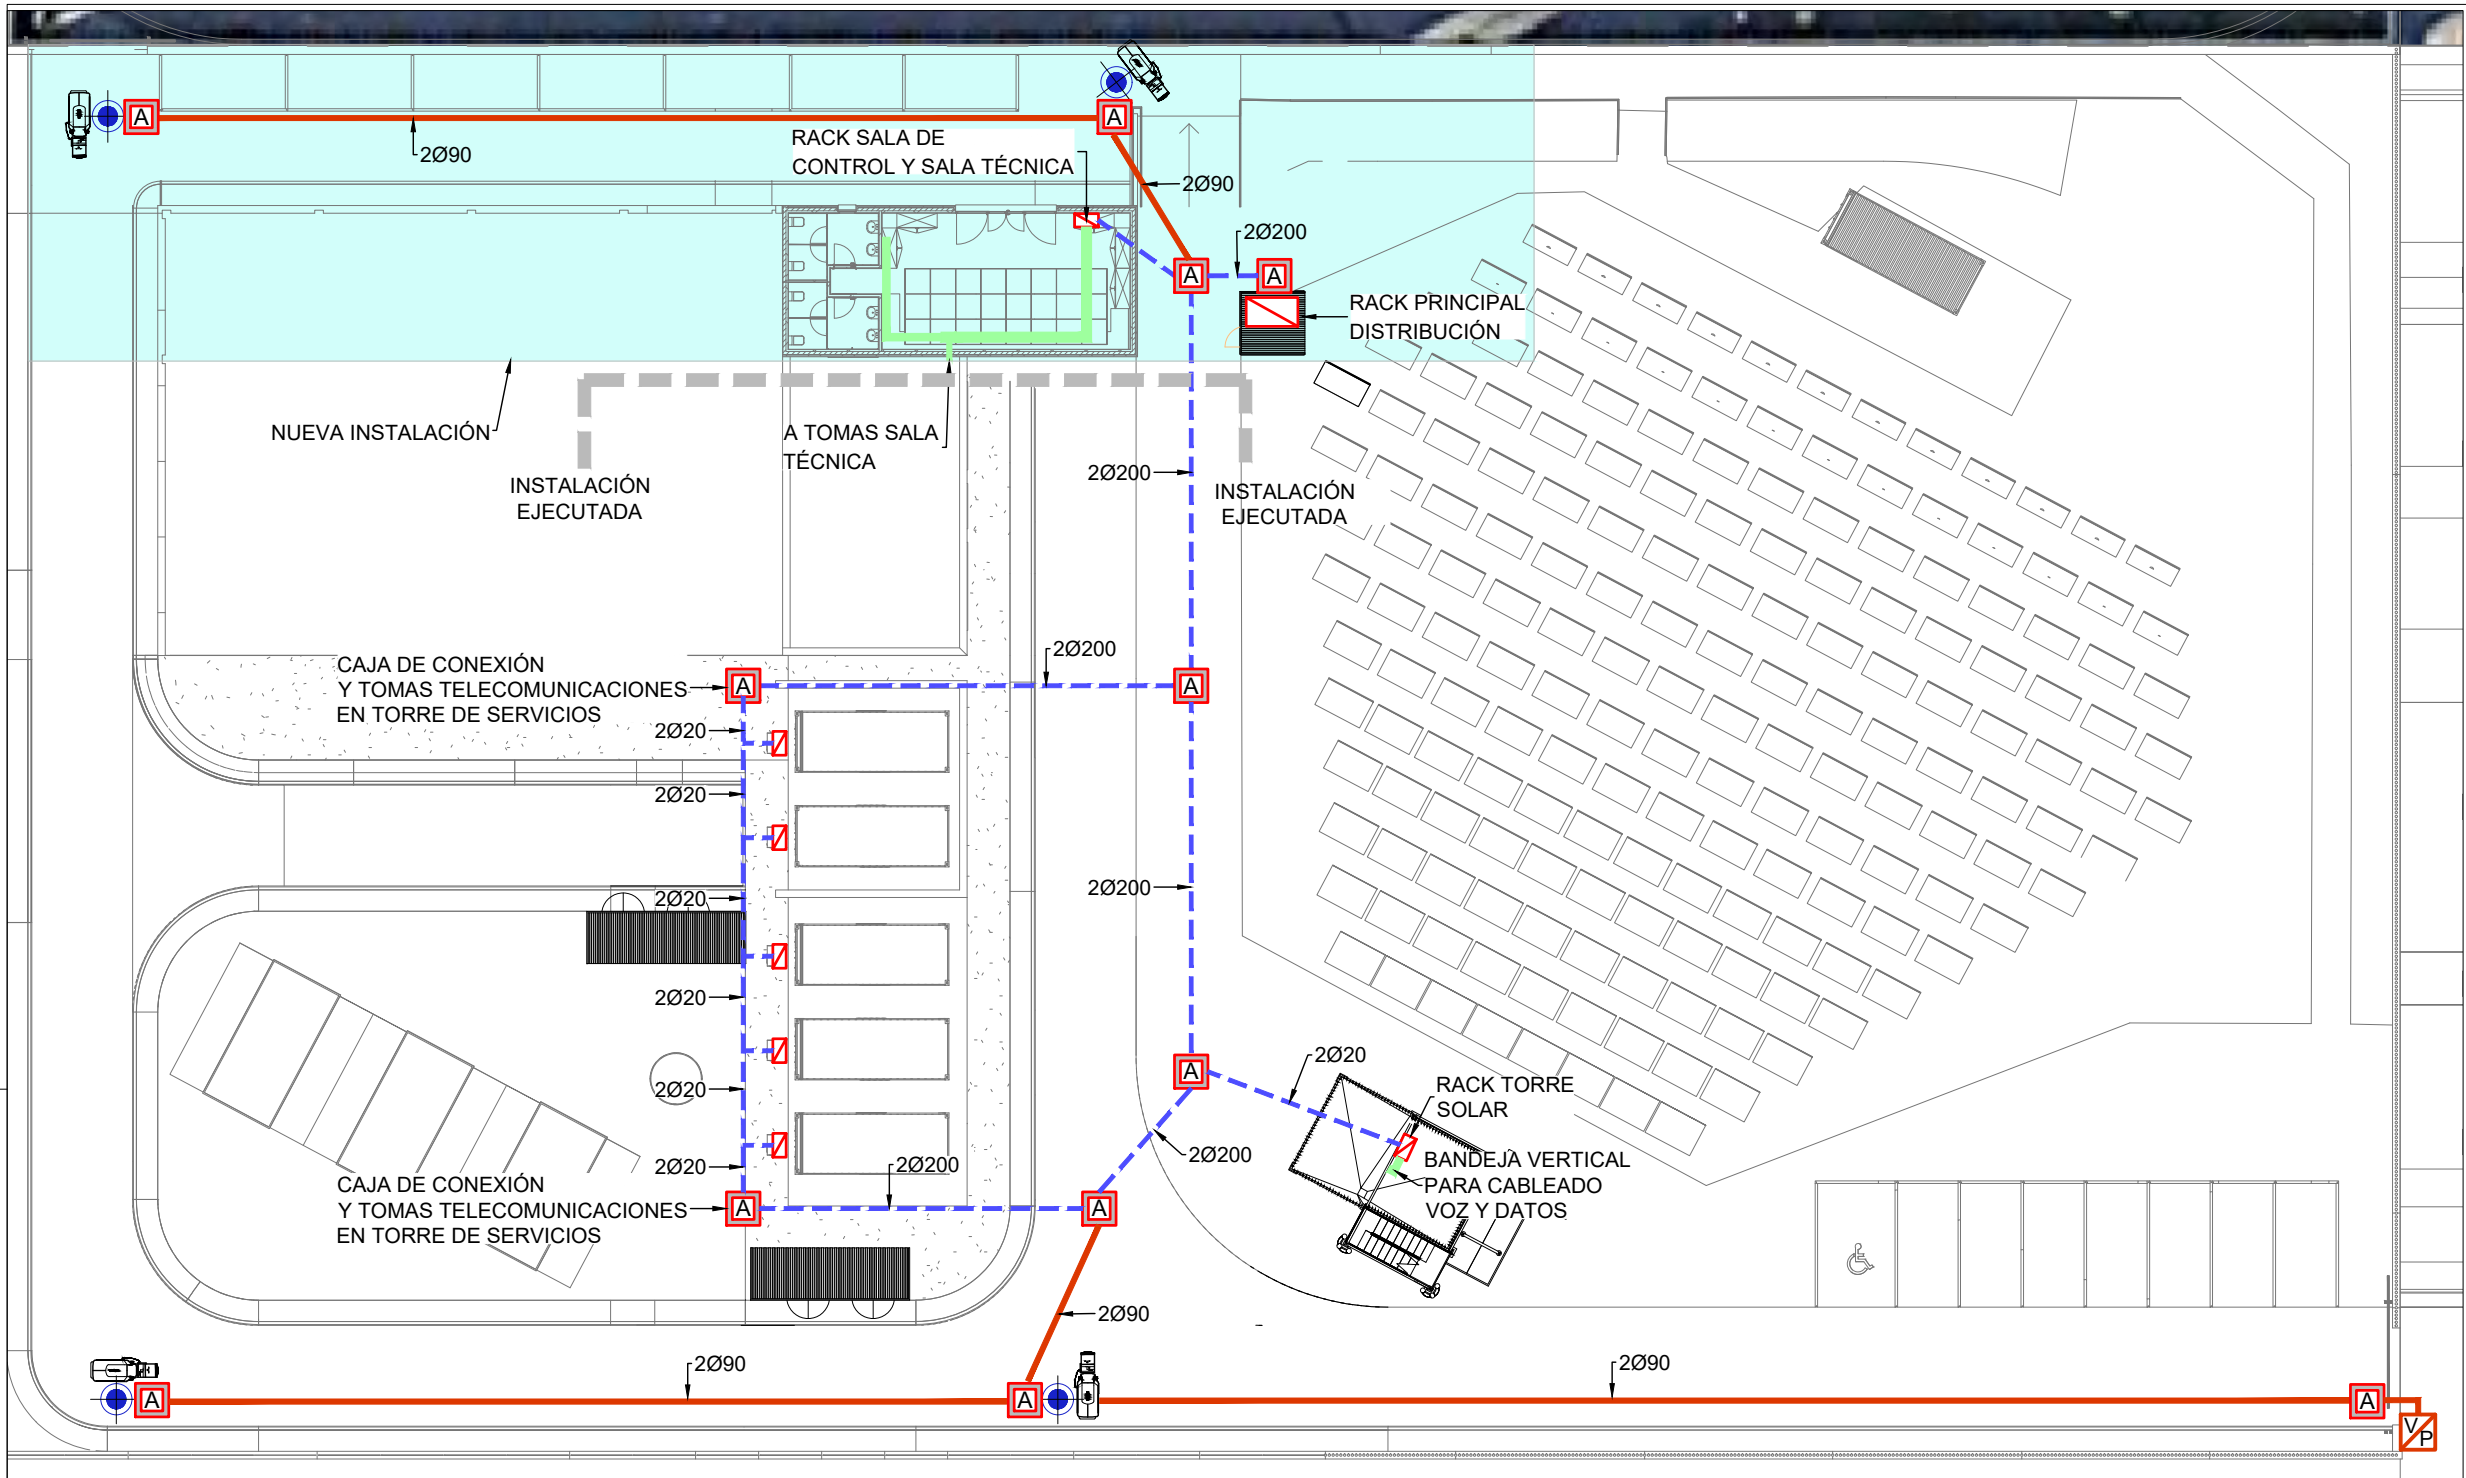 A
A
2Ø90
RACK SALA DE
CONTROL Y SALA TÉCNICA
2Ø90
2Ø200
A
A
RACK PRINCIPAL
DISTRIBUCIÓN
NUEVA INSTALACIÓN
A TOMAS SALA
TÉCNICA
2Ø200
INSTALACIÓN
EJECUTADA
INSTALACIÓN
EJECUTADA
CAJA DE CONEXIÓN
Y TOMAS TELECOMUNICACIONES
EN TORRE DE SERVICIOS
A
2Ø200
A
2Ø20
2Ø20
2Ø20
2Ø200
2Ø20
2Ø20
2Ø20
A
2Ø20
RACK TORRE
SOLAR
2Ø200
BANDEJA VERTICAL
PARA CABLEADO
VOZ Y DATOS
CAJA DE CONEXIÓN
Y TOMAS TELECOMUNICACIONES
EN TORRE DE SERVICIOS
A
2Ø200
A
2Ø90
2Ø90
2Ø90
A
A
A
V
P